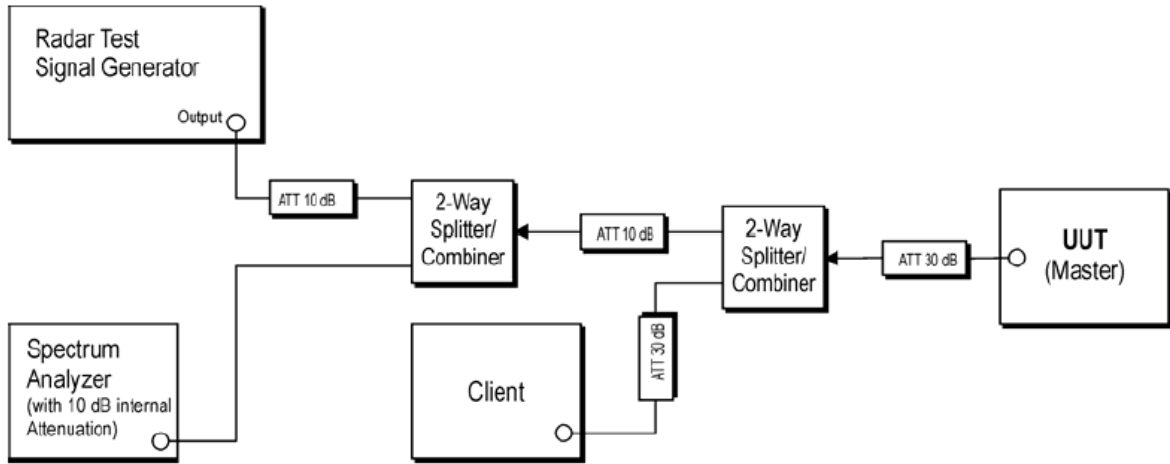 Radar Test
Signal Generator
Output
ATT 10 dB
2-Way
Splitter/
Combiner
ATT 10 dB
2-Way
Splitter/
Combiner
ATT 30 dB
UUT
(Master)
Spectrum
Analyzer
(with 10 dB internal
Attenuation)
Client
ATT 30 dB